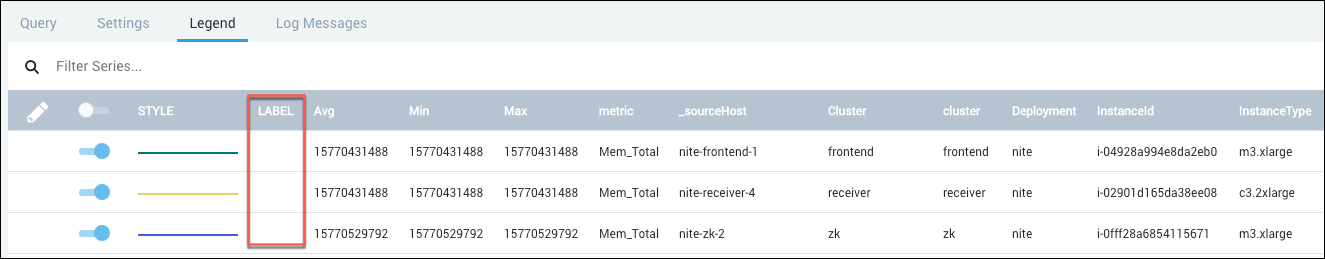 Query Settings Legend Log Messages
Filter Series...
STYLE LABEL Avg Min Max metric _sourceHost Cluster cluster Deployment InstanceId InstanceType
15770431488 15770431488 15770431488 Mem_Total nite-frontend-1 frontend frontend nite i-04928a994e8da2eb0 m3.xlarge
15770431488 15770431488 15770431488 Mem_Total nite-receiver-4 receiver receiver nite i-02901d165da38ee08 c3.2xlarge
15770529792 15770529792 15770529792 Mem_Total nite-zk-2 zk zk nite i-0fff28a6854115671 m3.xlarge